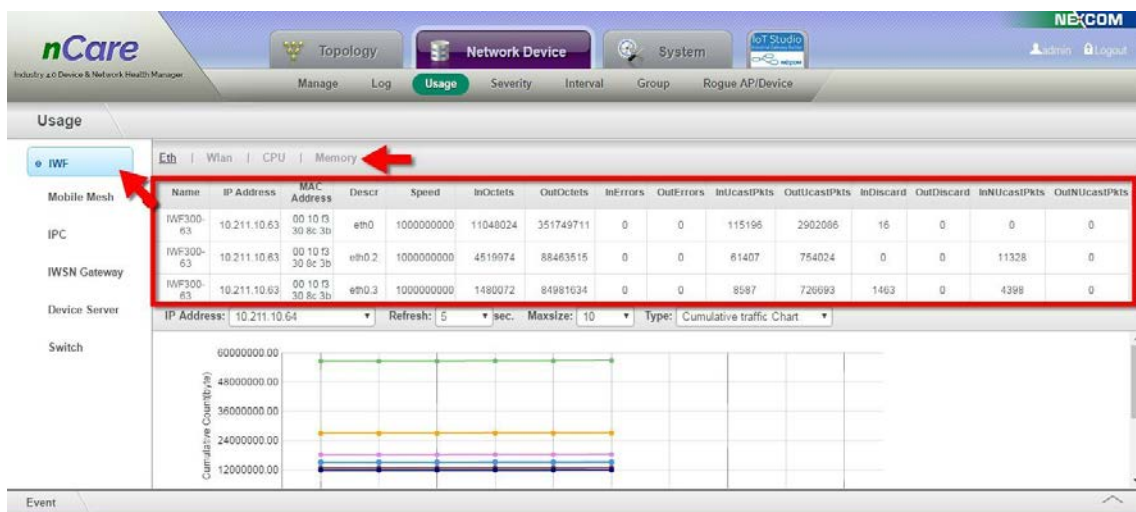 NEXCOM
nCare
Industry 4.0 Device & Network Health Manager
Topology
Network Device
System
IoT Studio
admin
Logout
Manage Log Usage Severity Interval Group Rogue AP/Device
Usage
IWF
Mobile Mesh
IPC
IWSN Gateway
Device Server
Switch
Eth | Wlan | CPU | Memory
Name IP Address MAC Address Descr Speed InOctets OutOctets InErrors OutErrors InUcastPkts OutUcastPkts InDiscard OutDiscard InNUcastPkts OutNUcastPkts
IWF300-63 10.211.10.63 00 10 f3 30 8c 3b eth0 1000000000 11048024 351749711 0 0 115196 2902086 16 0 0 0
IWF300-63 10.211.10.63 00 10 f3 30 8c 3b eth0.2 1000000000 4519974 88463515 0 0 61407 754024 0 0 11328 0
IWF300-63 10.211.10.63 00 10 f3 30 8c 3b eth0.3 1000000000 1480072 84981634 0 0 8587 726693 1463 0 4398 0
IP Address: 10.211.10.64 Refresh: 5 sec. Maxsize: 10 Type: Cumulative traffic Chart
Cumulative Count(byte)
60000000.00
48000000.00
36000000.00
24000000.00
12000000.00
Event